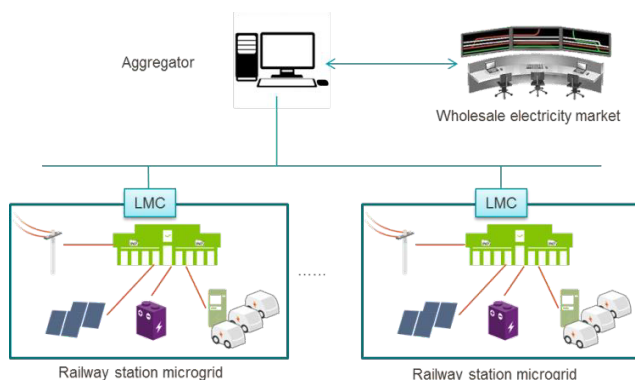 Aggregator
Wholesale electricity market
LMC
LMC
......
Railway station microgrid
Railway station microgrid